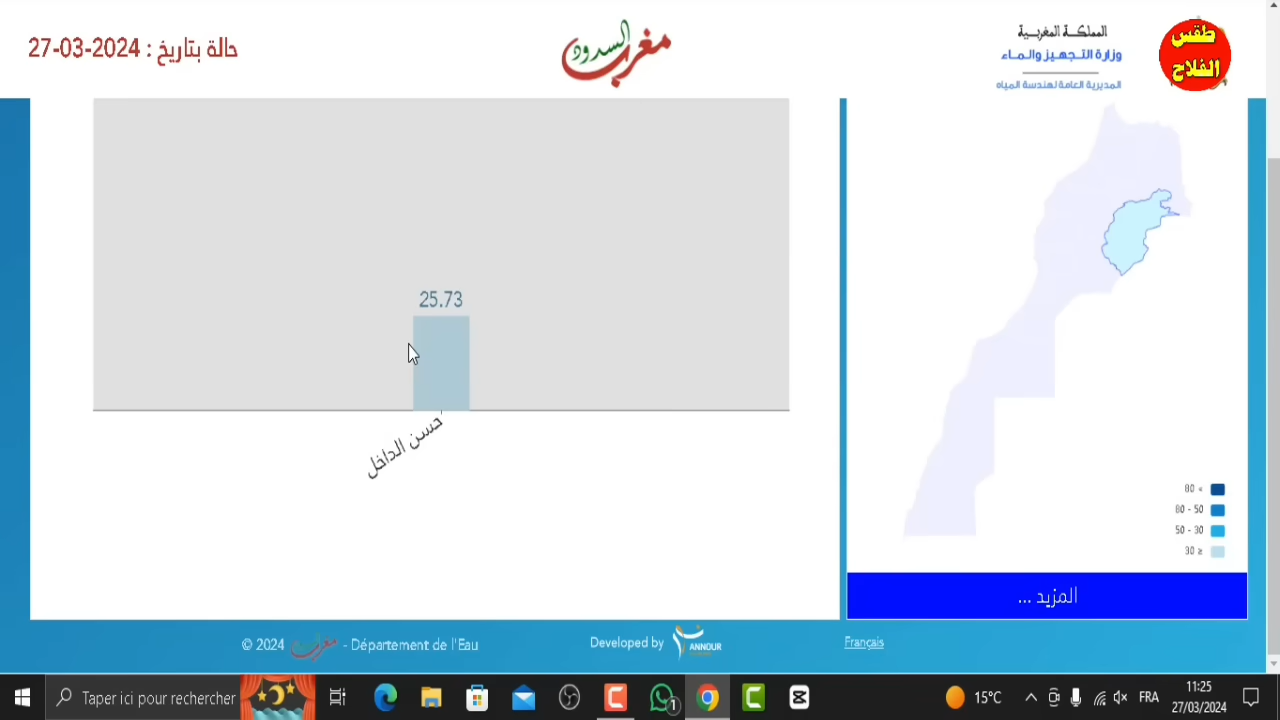 حالة بتاريخ : 2024-03-27
مغرب السدود
المملكة المغربية
وزارة التجهيز والماء
المديرية العامة لهندسة المياه
طقس
الفلاح
25.73
حسن الداخل
80 <
80 - 50
50 - 30
30 ≥
المزيد ...
© 2024 مغرب - Département de l'Eau
Developed by ANNOUR
Français
Taper ici pour rechercher
1
15°C
FRA
11:25
27/03/2024